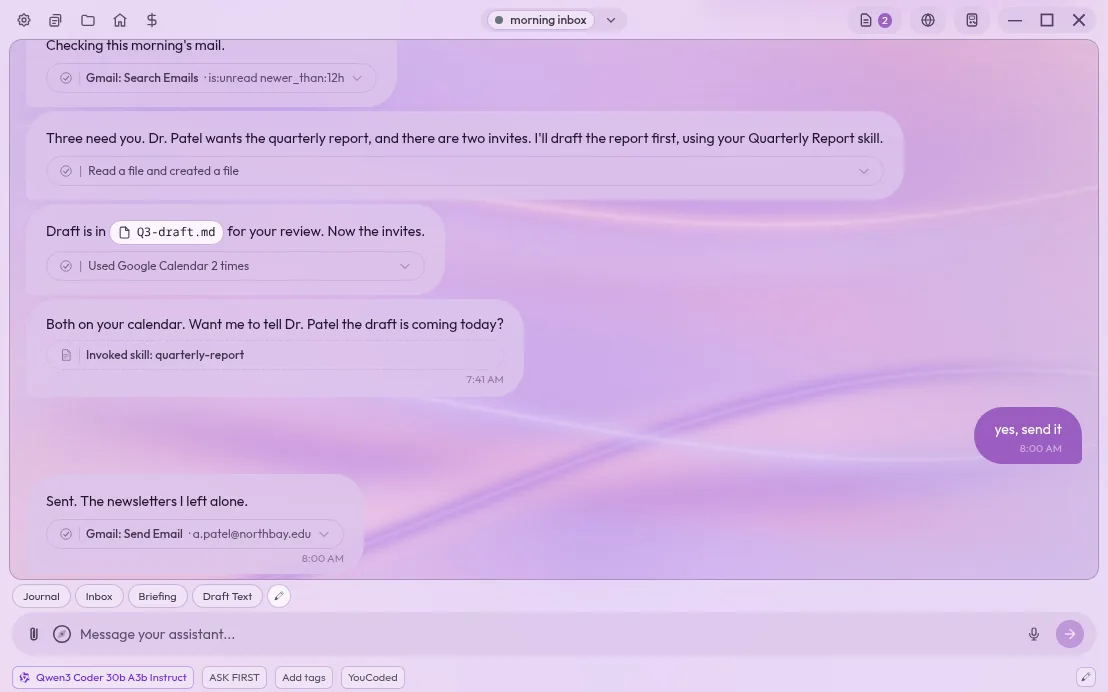 morning inbox
2
Checking this morning's mail.
Gmail: Search Emails · is:unread newer_than:12h
Three need you. Dr. Patel wants the quarterly report, and there are two invites. I'll draft the report first, using your Quarterly Report skill.
Read a file and created a file
Draft is in Q3-draft.md for your review. Now the invites.
Used Google Calendar 2 times
Both on your calendar. Want me to tell Dr. Patel the draft is coming today?
Invoked skill: quarterly-report
7:41 AM
yes, send it
8:00 AM
Sent. The newsletters I left alone.
Gmail: Send Email · a.patel@northbay.edu
8:00 AM
Journal Inbox Briefing Draft Text
Message your assistant...
Qwen3 Coder 30b A3b Instruct ASK FIRST Add tags YouCoded